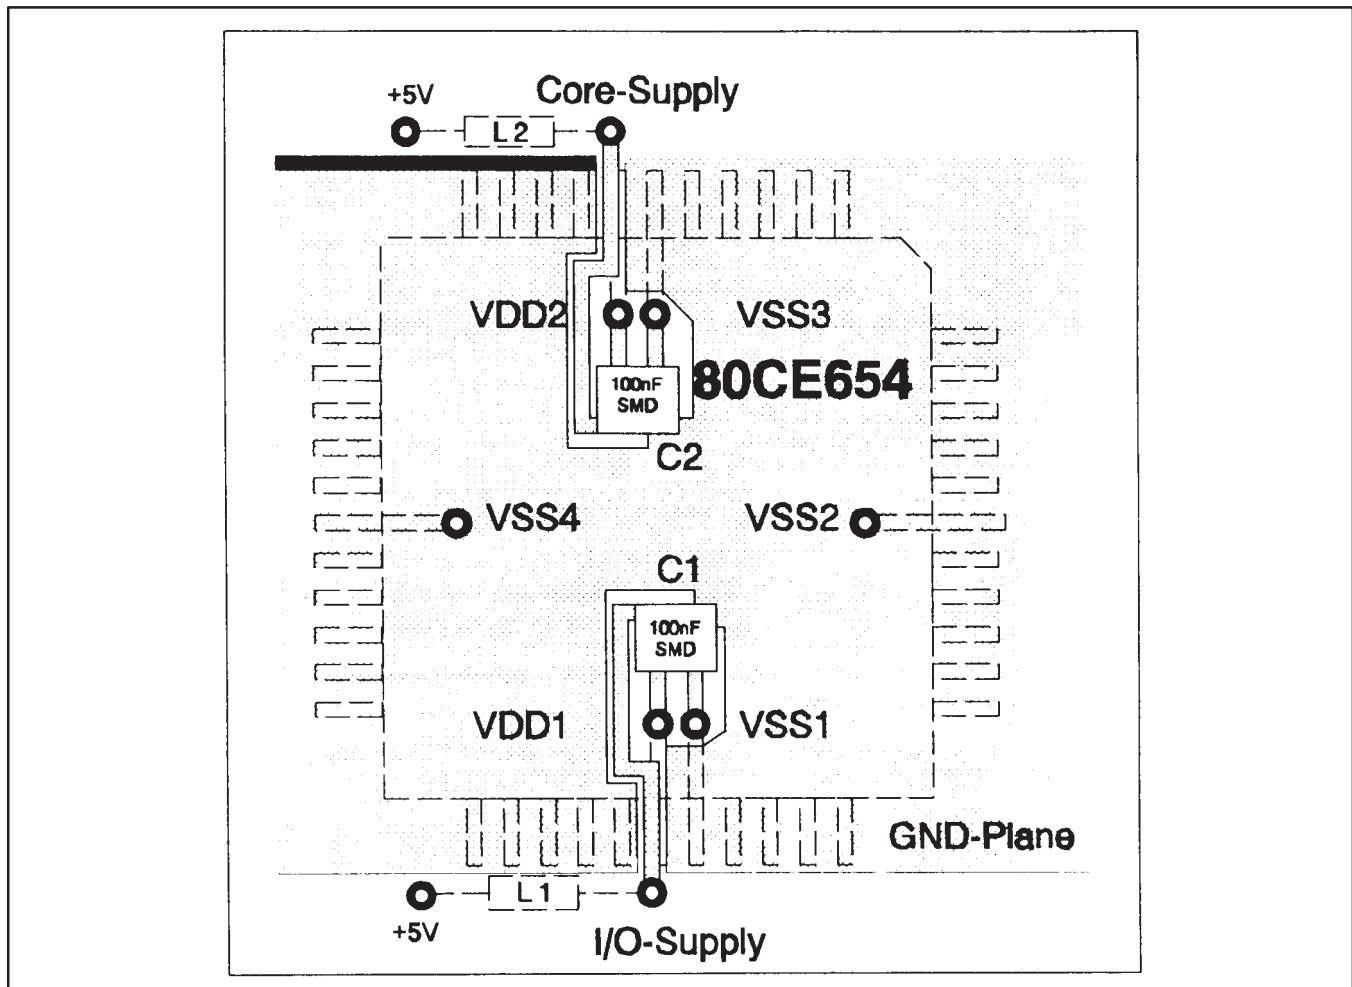 Core-Supply
+5V
L2
VDD2
VSS3
100nF
SMD
80CE654
C2
VSS4
VSS2
C1
100nF
SMD
VDD1
VSS1
GND-Plane
L1
+5V
I/O-Supply